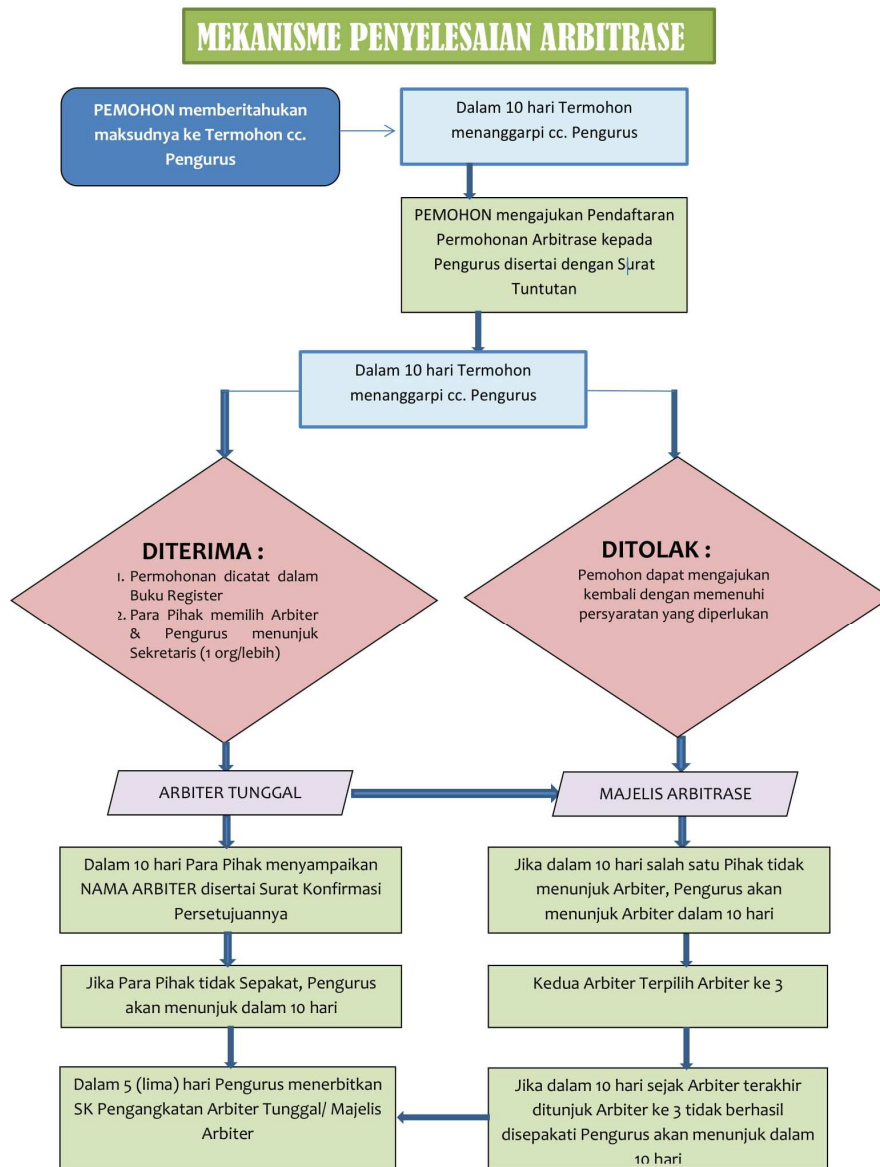 MEKANISME PENYELESAIAN ARBITRASE
PEMOHON memberitahukan
maksudnya ke Termohon cc.
Pengurus
Dalam 10 hari Termohon
menanggarpi cc. Pengurus
PEMOHON mengajukan Pendaftaran
Permohonan Arbitrase kepada
Pengurus disertai dengan Surat
Tuntutan
Dalam 10 hari Termohon
menanggarpi cc. Pengurus
DITERIMA :
1. Permohonan dicatat dalam
Buku Register
2. Para Pihak memilih Arbiter
& Pengurus menunjuk
Sekretaris (1 org/lebih)
DITOLAK :
Pemohon dapat mengajukan
kembali dengan memenuhi
persyaratan yang diperlukan
ARBITER TUNGGAL
MAJELIS ARBITRASE
Dalam 10 hari Para Pihak menyampaikan
NAMA ARBITER disertai Surat Konfirmasi
Persetujuannya
Jika dalam 10 hari salah satu Pihak tidak
menunjuk Arbiter, Pengurus akan
menunjuk Arbiter dalam 10 hari
Jika Para Pihak tidak Sepakat, Pengurus
akan menunjuk dalam 10 hari
Kedua Arbiter Terpilih Arbiter ke 3
Dalam 5 (lima) hari Pengurus menerbitkan
SK Pengangkatan Arbiter Tunggal/ Majelis
Arbiter
Jika dalam 10 hari sejak Arbiter terakhir
ditunjuk Arbiter ke 3 tidak berhasil
disepakati Pengurus akan menunjuk dalam
10 hari